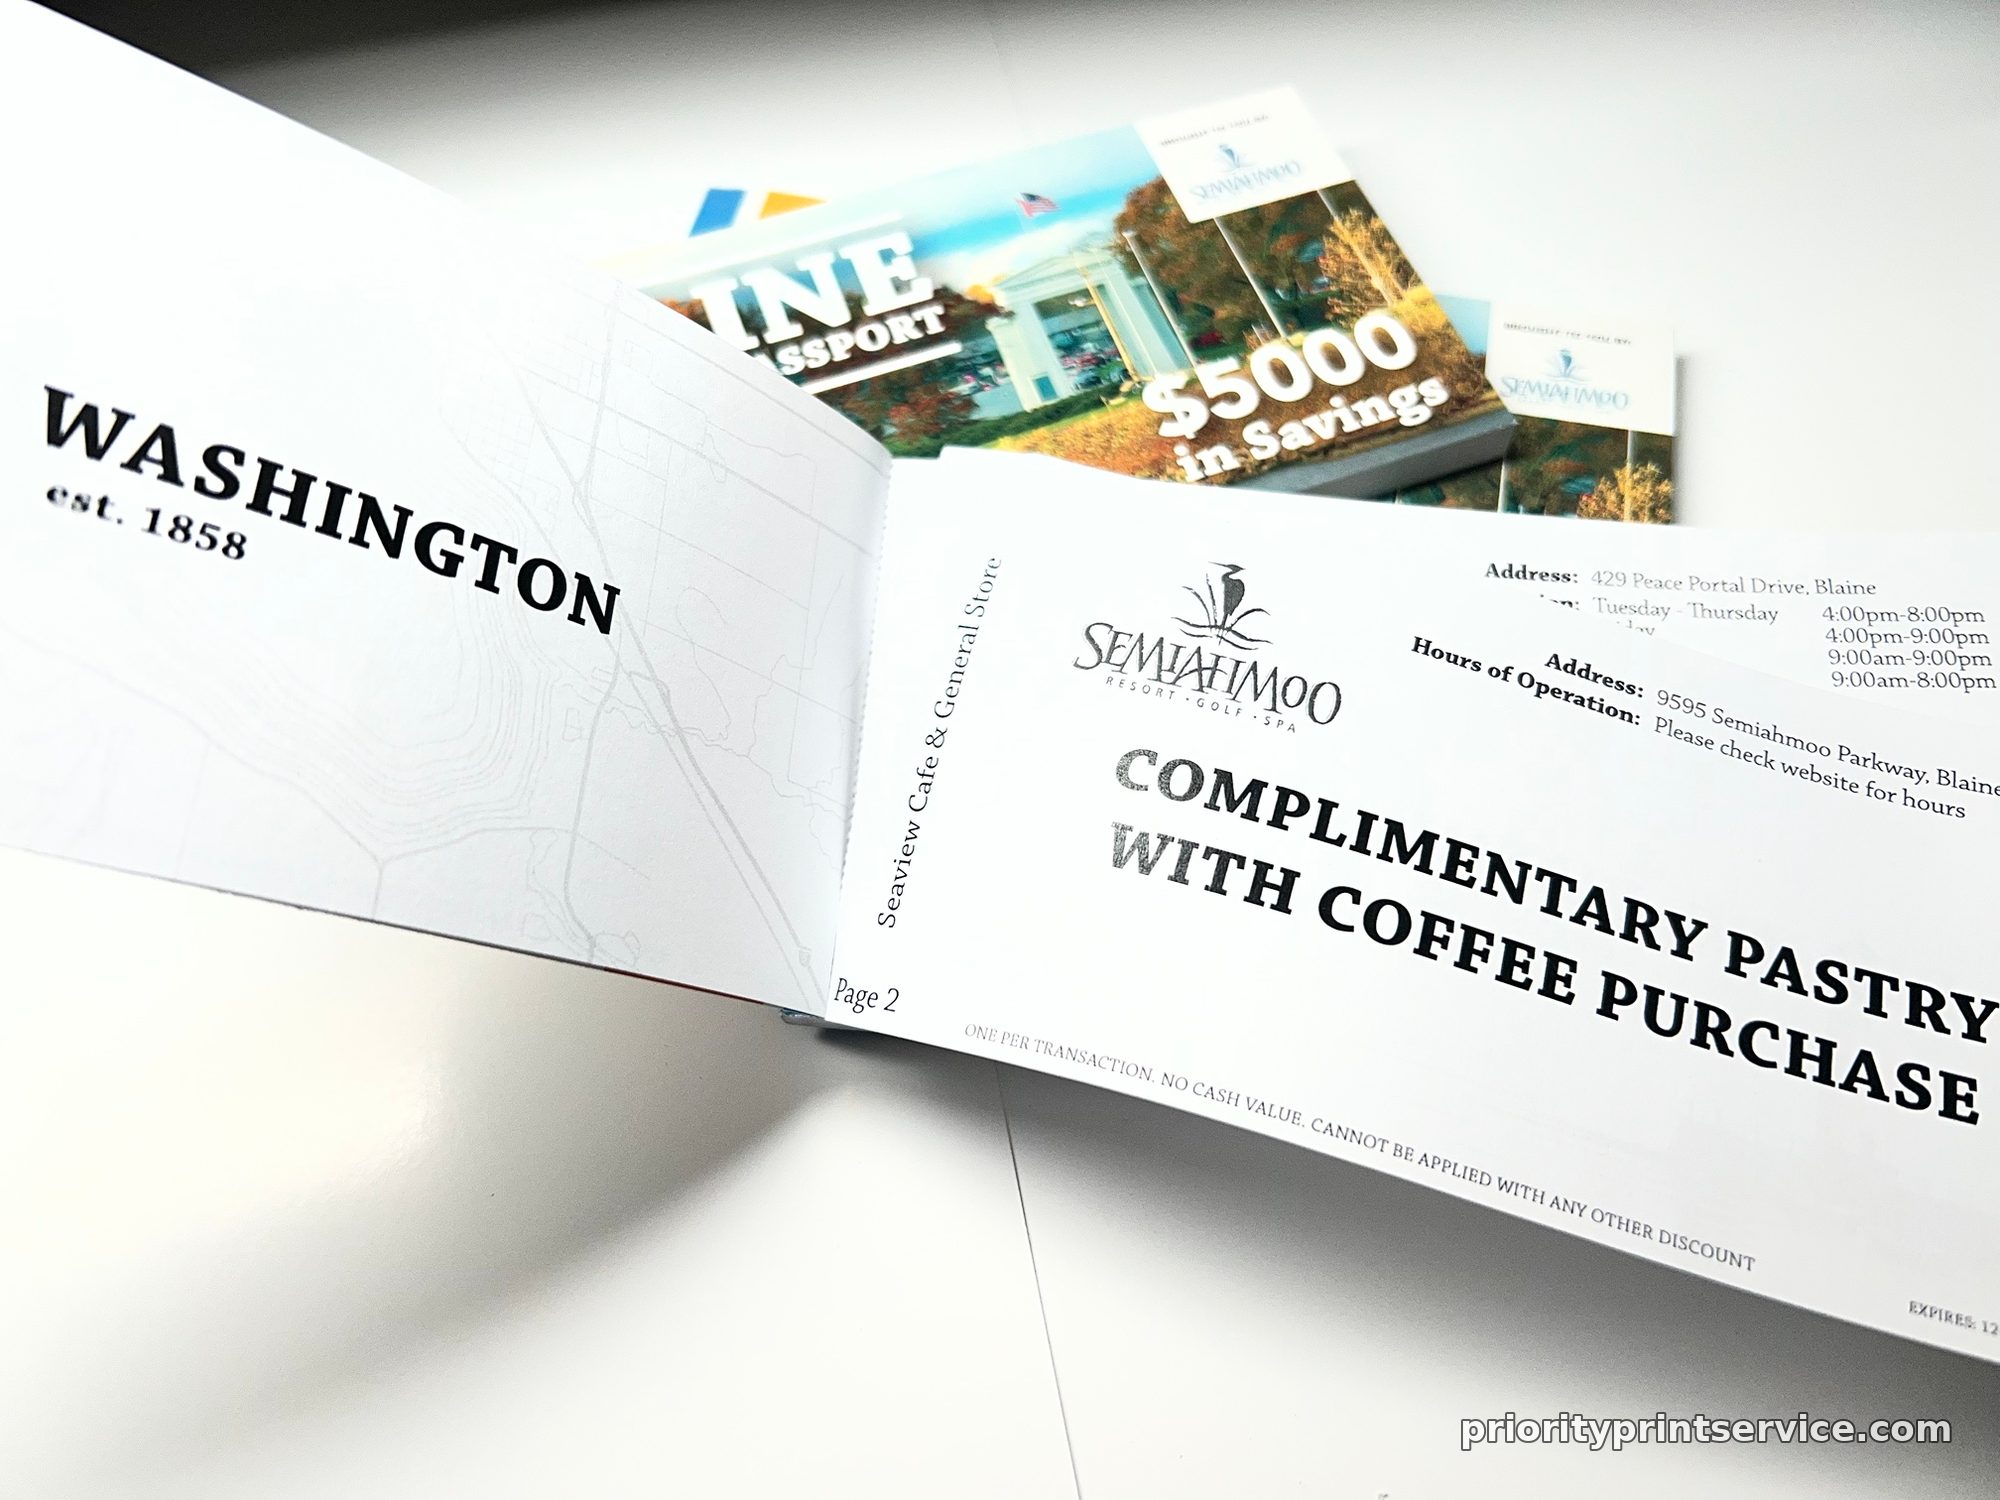 WASHINGTON
est. 1858
INE
ASSPORT
$5000
in Savings
SEMIAHMOO
SEMIAHMOO
Seaview Cafe & General Store
Page 2
SEMIAHMOO
RESORT · GOLF · SPA
Address: 429 Peace Portal Drive, Blaine
Tuesday - Thursday 4:00pm-8:00pm
4:00pm-9:00pm
9:00am-9:00pm
9:00am-8:00pm
Address: 9595 Semiahmoo Parkway, Blaine
Hours of Operation: Please check website for hours
COMPLIMENTARY PASTRY
WITH COFFEE PURCHASE
ONE PER TRANSACTION. NO CASH VALUE. CANNOT BE APPLIED WITH ANY OTHER DISCOUNT
EXPIRES: 12
priorityprintservice.com